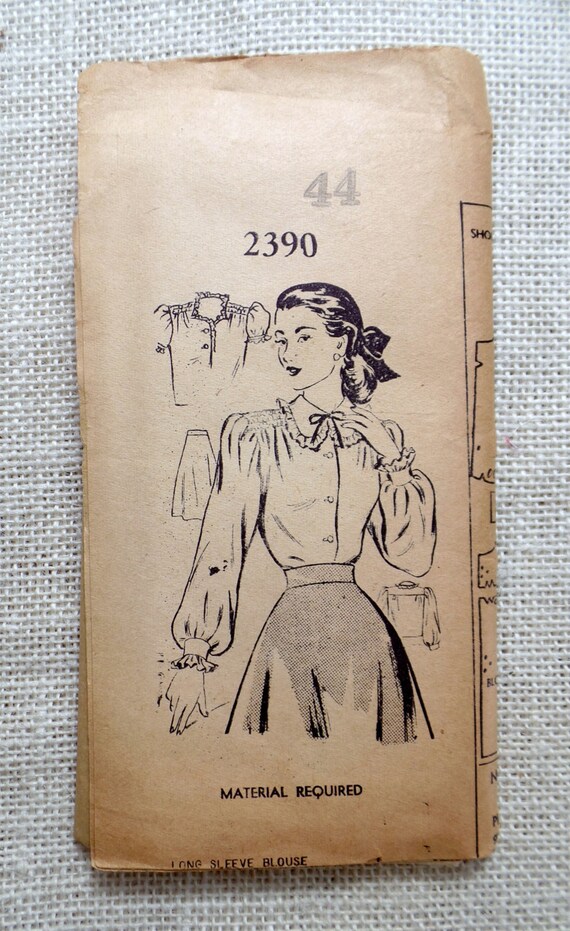 44
2390
MATERIAL REQUIRED
LONG SLEEVE BLOUSE